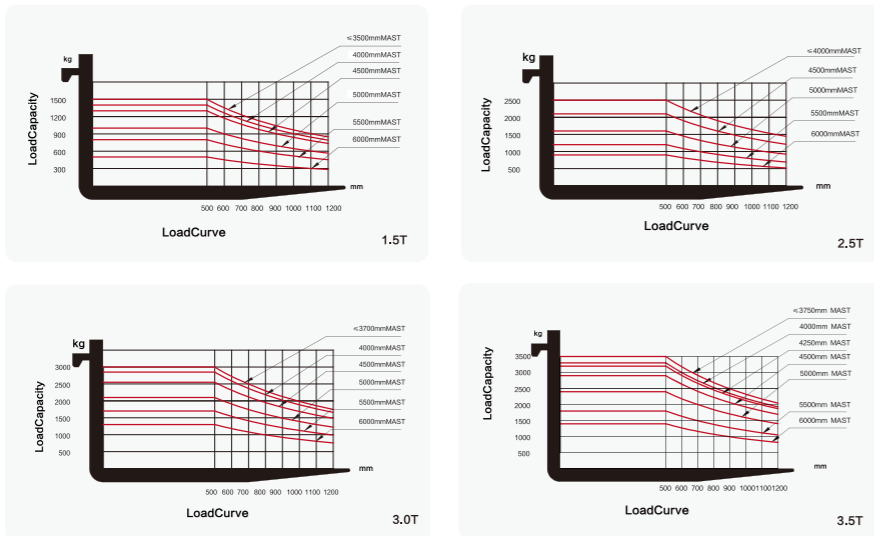 ≤3500mmMAST
4000mmMAST
4500mmMAST
5000mmMAST
5500mmMAST
6000mmMAST
kg
LoadCapacity
1500
1200
900
600
300
mm
500 600 700 800 900 1000 1100 1200
LoadCurve
1.5T
≤4000mmMAST
4500mmMAST
5000mmMAST
5500mmMAST
6000mmMAST
kg
LoadCapacity
2500
2000
1500
1000
500
mm
500 600 700 800 900 1000 1100 1200
LoadCurve
2.5T
≤3700mmMAST
4000mmMAST
4500mmMAST
5000mmMAST
5500mmMAST
6000mmMAST
kg
LoadCapacity
3000
2500
2000
1500
1000
500
mm
500 600 700 800 900 1000 1100 1200
LoadCurve
3.0T
≤3750mm MAST
4000mm MAST
4250mm MAST
4500mm MAST
5000mm MAST
5500mm MAST
6000mm MAST
kg
LoadCapacity
3500
3000
2500
2000
1500
1000
500
mm
500 600 700 800 900 100011001200
LoadCurve
3.5T